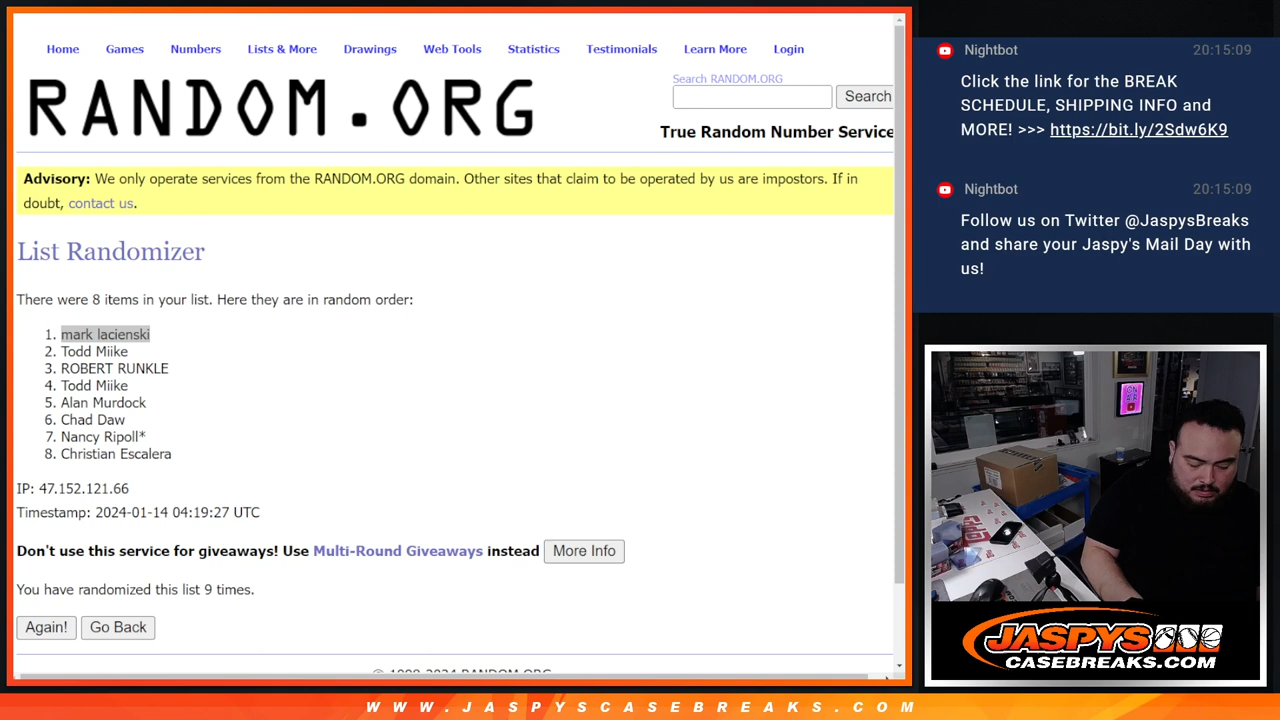 Home Games Numbers Lists & More Drawings Web Tools Statistics Testimonials Learn More Login
RANDOM.ORG
Search RANDOM.ORG
Search
True Random Number Service
Advisory: We only operate services from the RANDOM.ORG domain. Other sites that claim to be operated by us are impostors. If in
doubt, contact us.
List Randomizer
There were 8 items in your list. Here they are in random order:
1. mark lacienski
2. Todd Miike
3. ROBERT RUNKLE
4. Todd Miike
5. Alan Murdock
6. Chad Daw
7. Nancy Ripoll*
8. Christian Escalera
IP: 47.152.121.66
Timestamp: 2024-01-14 04:19:27 UTC
Don't use this service for giveaways! Use Multi-Round Giveaways instead More Info
You have randomized this list 9 times.
Again! Go Back
Nightbot 20:15:09
Click the link for the BREAK
SCHEDULE, SHIPPING INFO and
MORE! >>> https://bit.ly/2Sdw6K9
Nightbot 20:15:09
Follow us on Twitter @JaspysBreaks
and share your Jaspy's Mail Day with
us!
JASPYS
CASEBREAKS.COM
WWW.JASPYSCASEBREAKS.COM